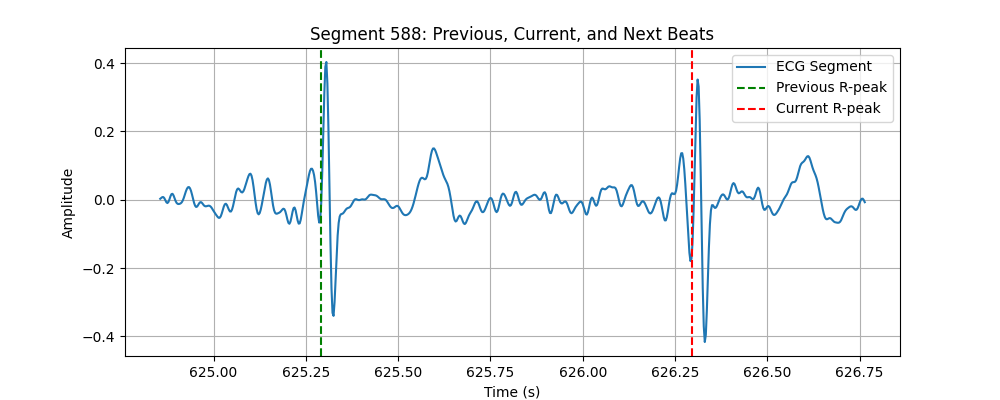 Segment 588: Previous, Current, and Next Beats
ECG Segment
Previous R-peak
Current R-peak
Amplitude
0.4
0.2
0.0
−0.2
−0.4
625.00 625.25 625.50 625.75 626.00 626.25 626.50 626.75
Time (s)